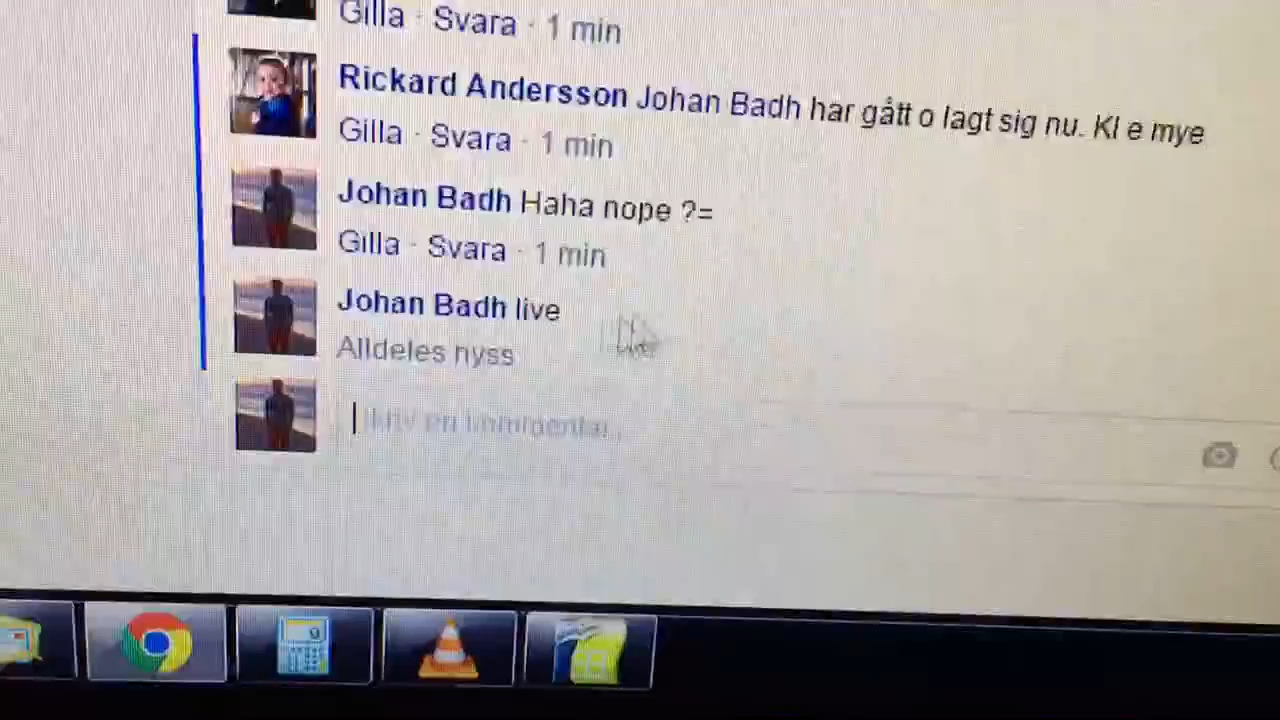 Gilla · Svara · 1 min
Rickard Andersson Johan Badh har gått o lagt sig nu. Kl e mye
Gilla · Svara · 1 min
Johan Badh Haha nope ?=
Gilla · Svara · 1 min
Johan Badh live
Alldeles nyss